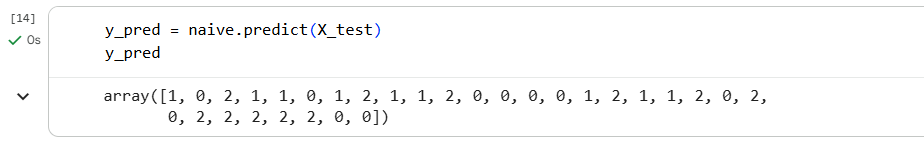 [14]
0s
y_pred = naive.predict(X_test)
y_pred
array([1, 0, 2, 1, 1, 0, 1, 2, 1, 1, 2, 0, 0, 0, 0, 1, 2, 1, 1, 2, 0, 2,
0, 2, 2, 2, 2, 2, 0, 0])